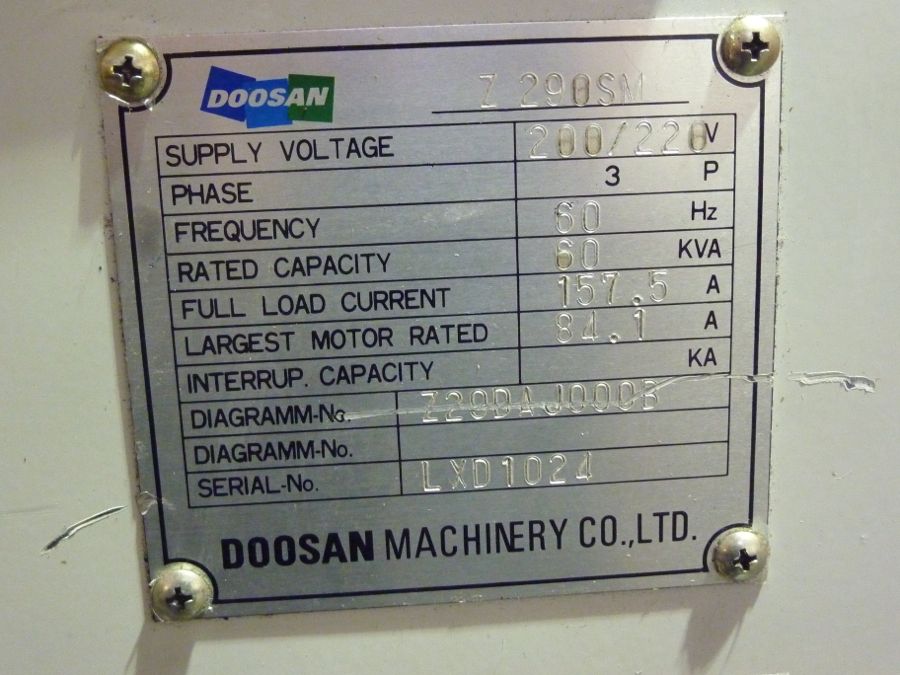 DOOSAN Z 290SM
SUPPLY VOLTAGE 200/220 V
PHASE 3 P
FREQUENCY 60 Hz
RATED CAPACITY 60 KVA
FULL LOAD CURRENT 157.5 A
LARGEST MOTOR RATED 84.1 A
INTERRUP. CAPACITY KA
DIAGRAMM-No. Z29DAJ000B
DIAGRAMM-No.
SERIAL-No. LXD1024
DOOSAN MACHINERY CO.,LTD.